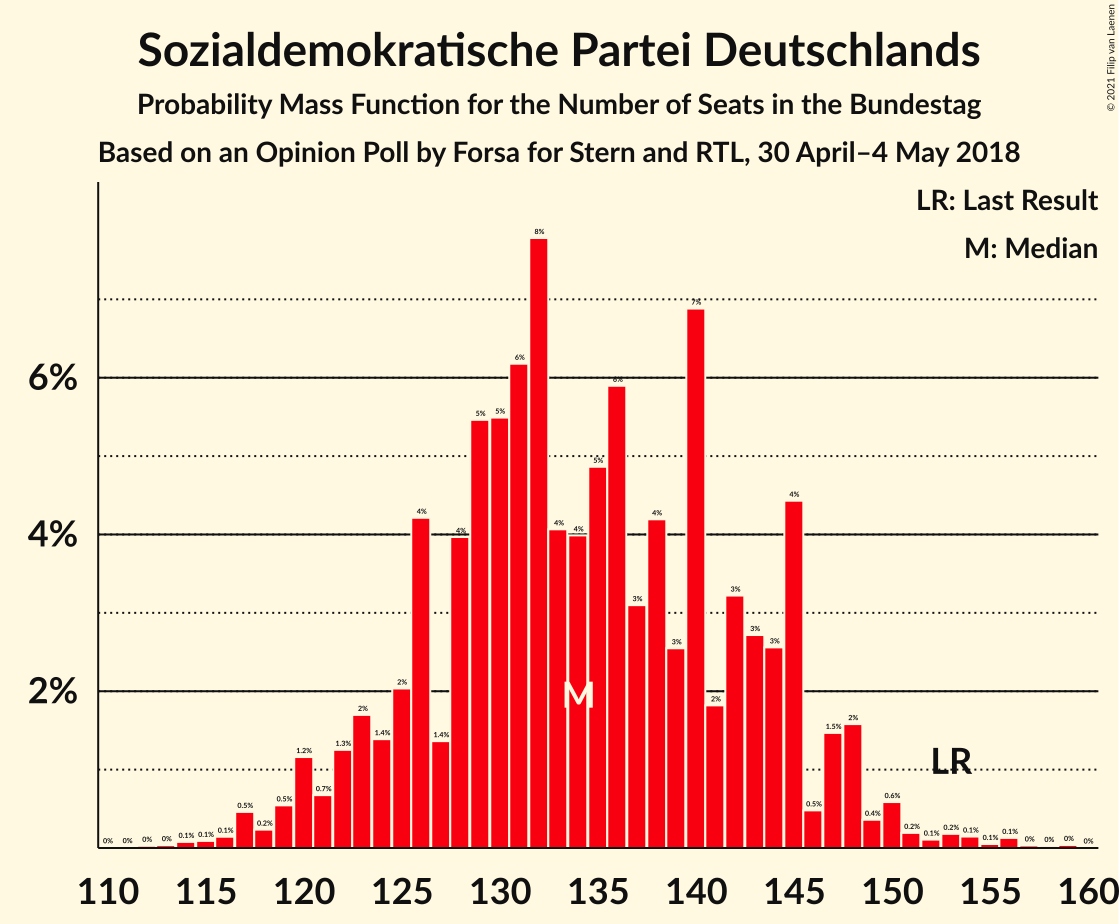 © 2021 Filip van Laenen
Sozialdemokratische Partei Deutschlands
Probability Mass Function for the Number of Seats in the Bundestag
Based on an Opinion Poll by Forsa for Stern and RTL, 30 April–4 May 2018
LR: Last Result
M: Median
6%
4%
2%
0% 0% 0% 0% 0.1% 0.1% 0.1% 0.5% 0.2% 0.5% 1.2% 0.7% 1.3% 2% 1.4% 2% 4% 1.4% 4% 5% 5% 6% 8% 4% 4% 5% 6% 3% 4% 3% 7% 2% 3% 3% 3% 4% 0.5% 1.5% 2% 0.4% 0.6% 0.2% 0.1% 0.2% 0.1% 0.1% 0.1% 0% 0% 0% 0%
M
LR
110 115 120 125 130 135 140 145 150 155 160